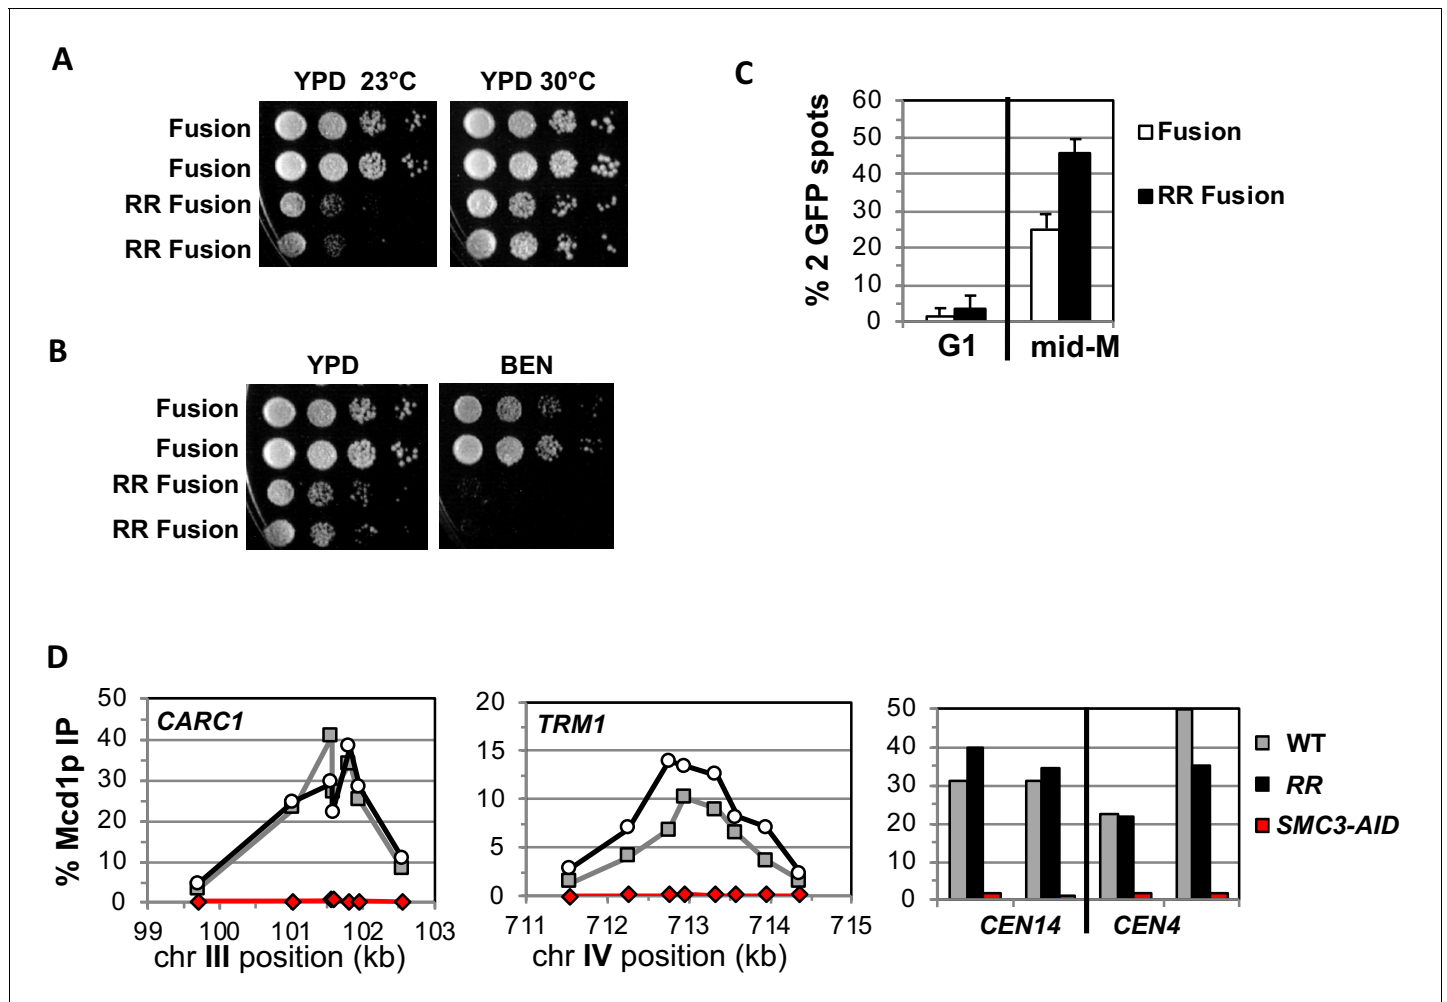 A
YPD 23°C
YPD 30°C
Fusion
Fusion
RR Fusion
RR Fusion
B
YPD
BEN
Fusion
Fusion
RR Fusion
RR Fusion
C
% 2 GFP spots
60
50
40
30
20
10
0
G1
mid-M
Fusion
RR Fusion
D
% Mcd1p IP
50
40
30
20
10
0
CARC1
99 100 101 102 103
chr III position (kb)
20
15
10
5
0
TRM1
711 712 713 714 715
chr IV position (kb)
50
40
30
20
10
0
CEN14 CEN4
WT
RR
SMC3-AID